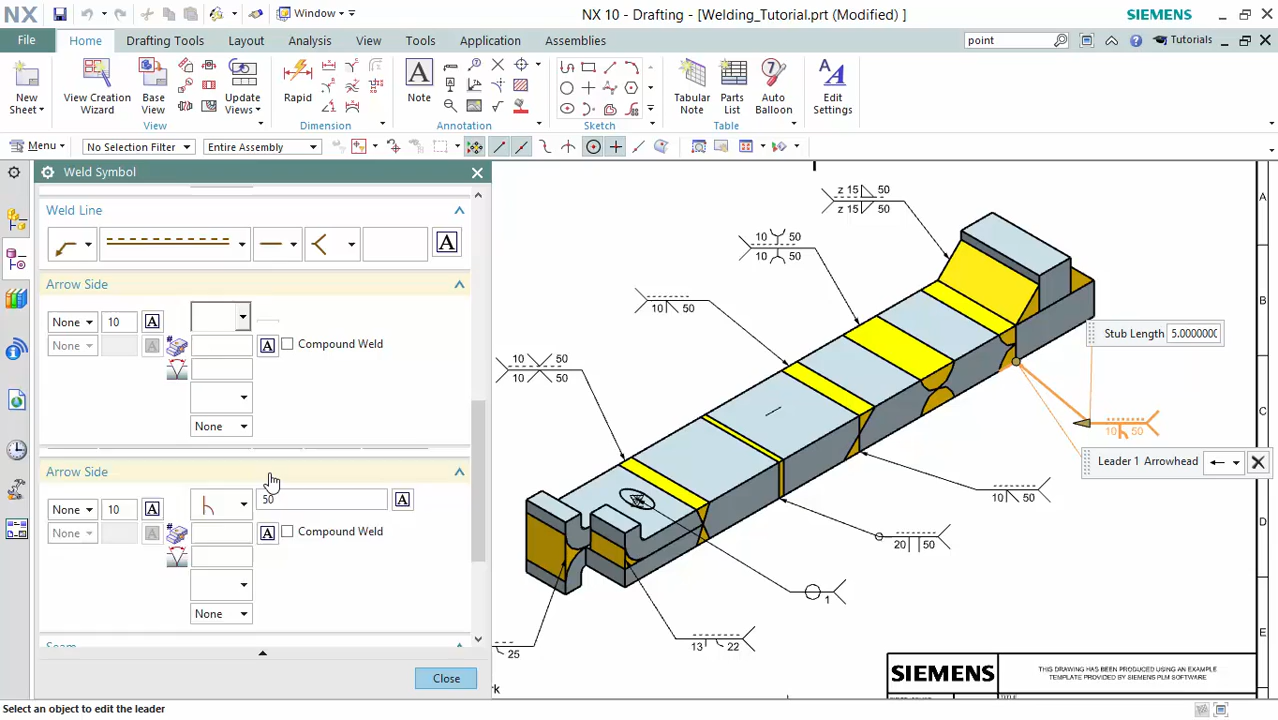 NX
Window
NX 10 - Drafting - [Welding_Tutorial.prt (Modified) ]
SIEMENS
File
Home
Drafting Tools
Layout
Analysis
View
Tools
Application
Assemblies
point
Tutorials
New
Sheet
View Creation
Wizard
Base
View
Update
Views
Rapid
Note
Tabular
Note
Parts
List
Auto
Balloon
Edit
Settings
View
Dimension
Annotation
Sketch
Table
Menu
No Selection Filter
Entire Assembly
Weld Symbol
Weld Line
A
Arrow Side
None
10
A
None
A
A
Compound Weld
None
Arrow Side
None
10
A
50
A
None
A
A
Compound Weld
None
Close
z 15 50
z 15 50
10 50
10 50
10 50
10 50
10 50
Stub Length 5.0000000
10 50
Leader 1 Arrowhead
10 50
20 50
1
13 22
25
A
B
C
D
E
SIEMENS
THIS DRAWING HAS BEEN PRODUCED USING AN EXAMPLE
TEMPLATE PROVIDED BY SIEMENS PLM SOFTWARE
Select an object to edit the leader